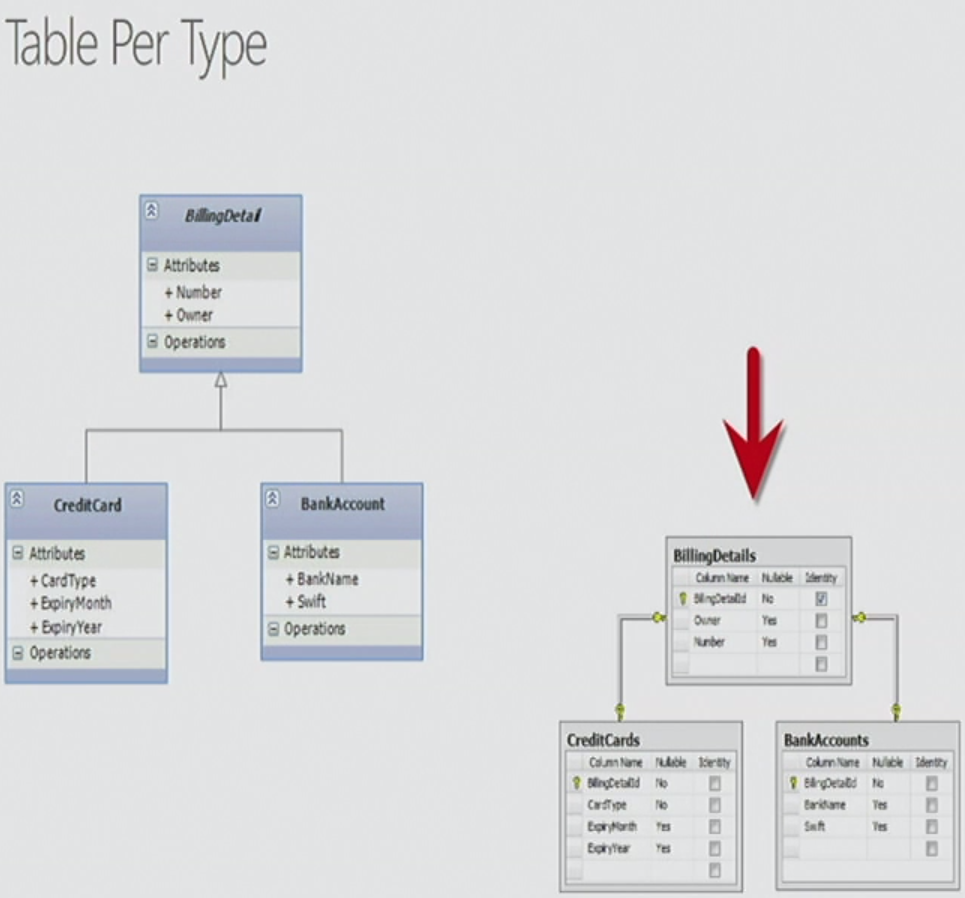 Table Per Type
BillingDetail
Attributes
+ Number
+ Owner
Operations
CreditCard
Attributes
+ CardType
+ ExpiryMonth
+ ExpiryYear
Operations
BankAccount
Attributes
+ BankName
+ Swift
Operations
BillingDetails
Column Name Nullable Identity
BillingDetailId No
Owner Yes
Number Yes
CreditCards
Column Name Nullable Identity
BillingDetailId No
CardType No
ExpiryMonth Yes
ExpiryYear Yes
BankAccounts
Column Name Nullable Identity
BillingDetailId No
BankName Yes
Swift Yes